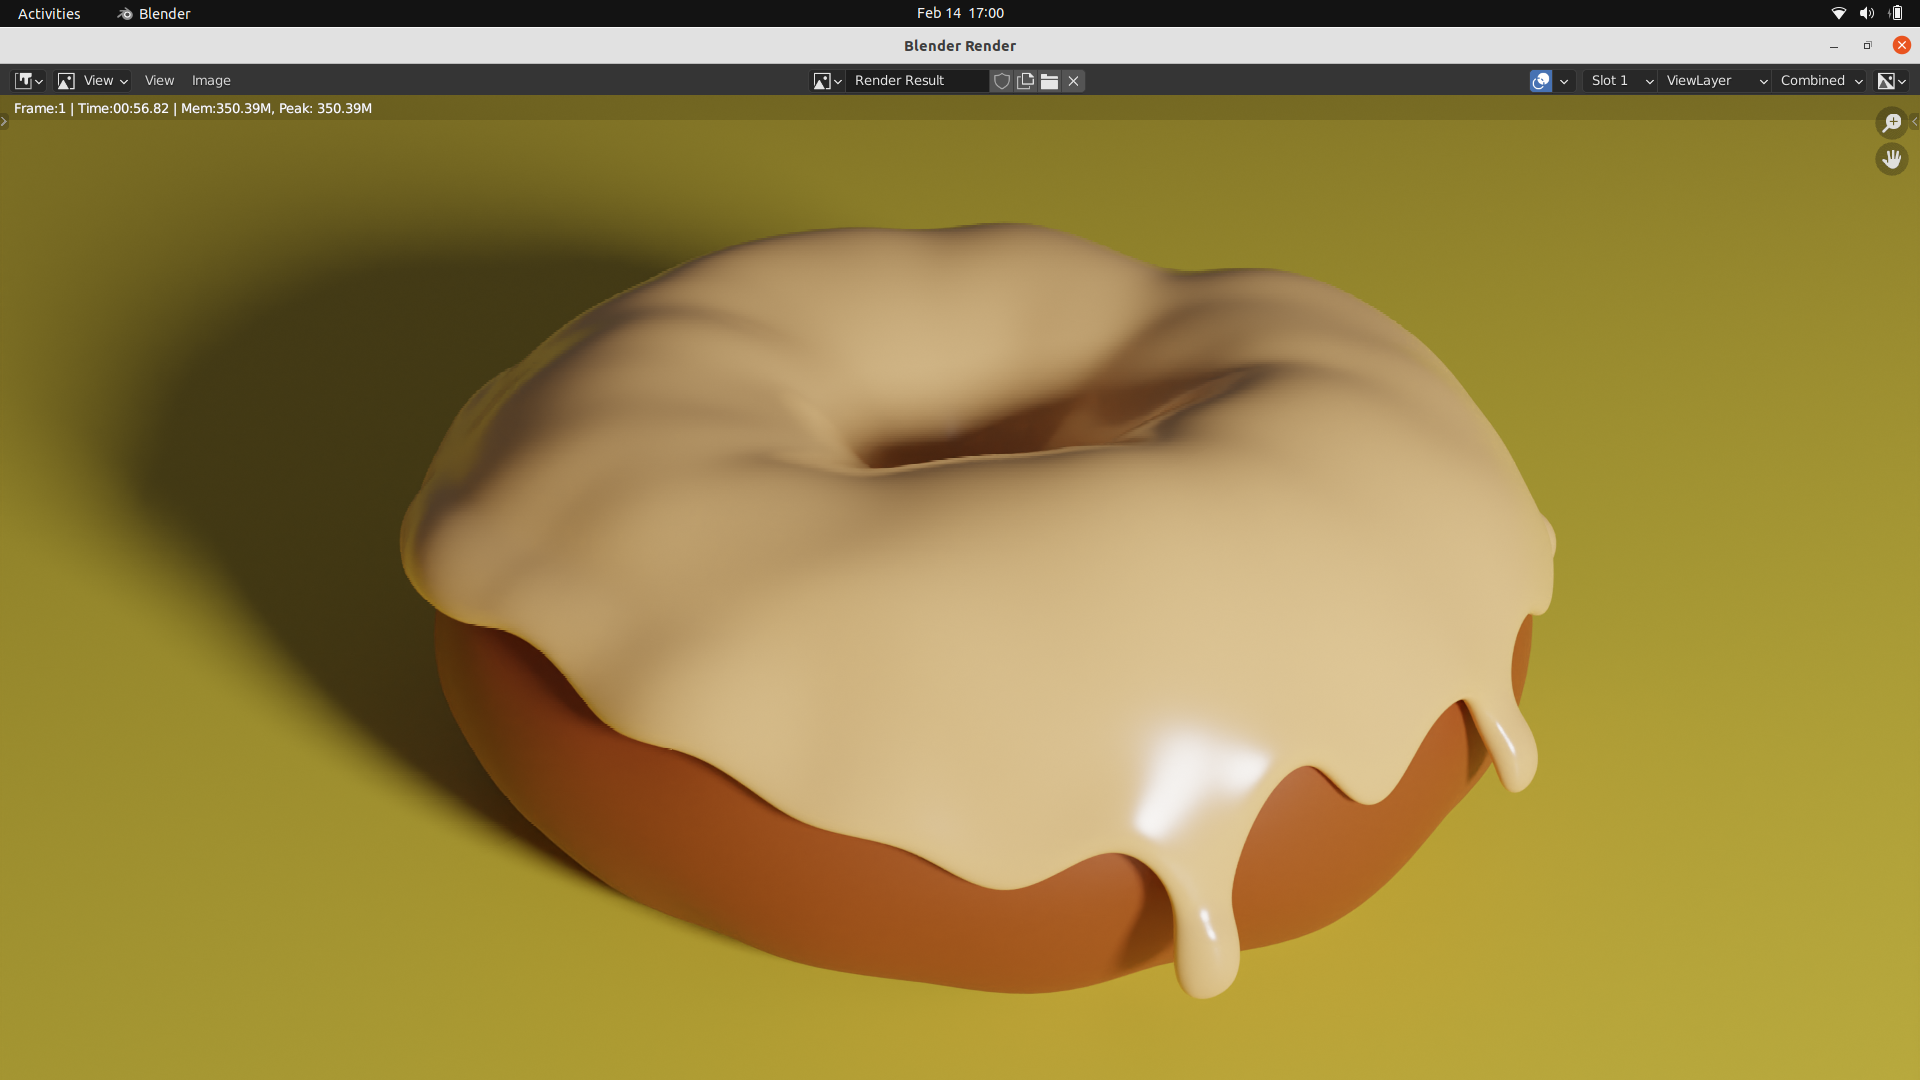 Activities Blender Feb 14 17:00
Blender Render
View View Image Render Result Slot 1 ViewLayer Combined
Frame:1 | Time:00:56.82 | Mem:350.39M, Peak: 350.39M